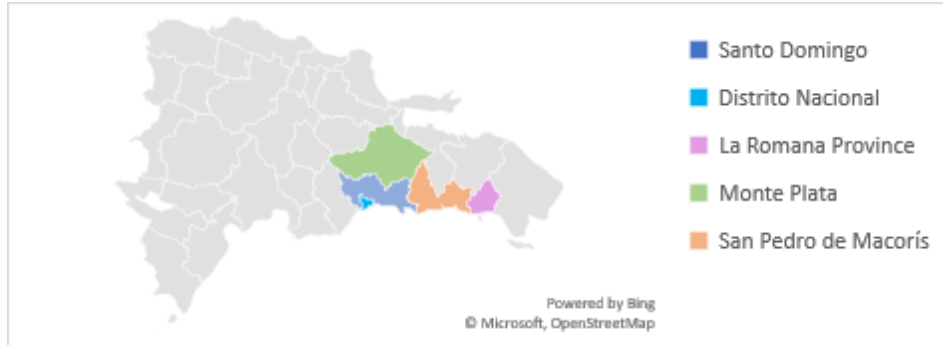 Santo Domingo
Distrito Nacional
La Romana Province
Monte Plata
San Pedro de Macorís
Powered by Bing
© Microsoft, OpenStreetMap